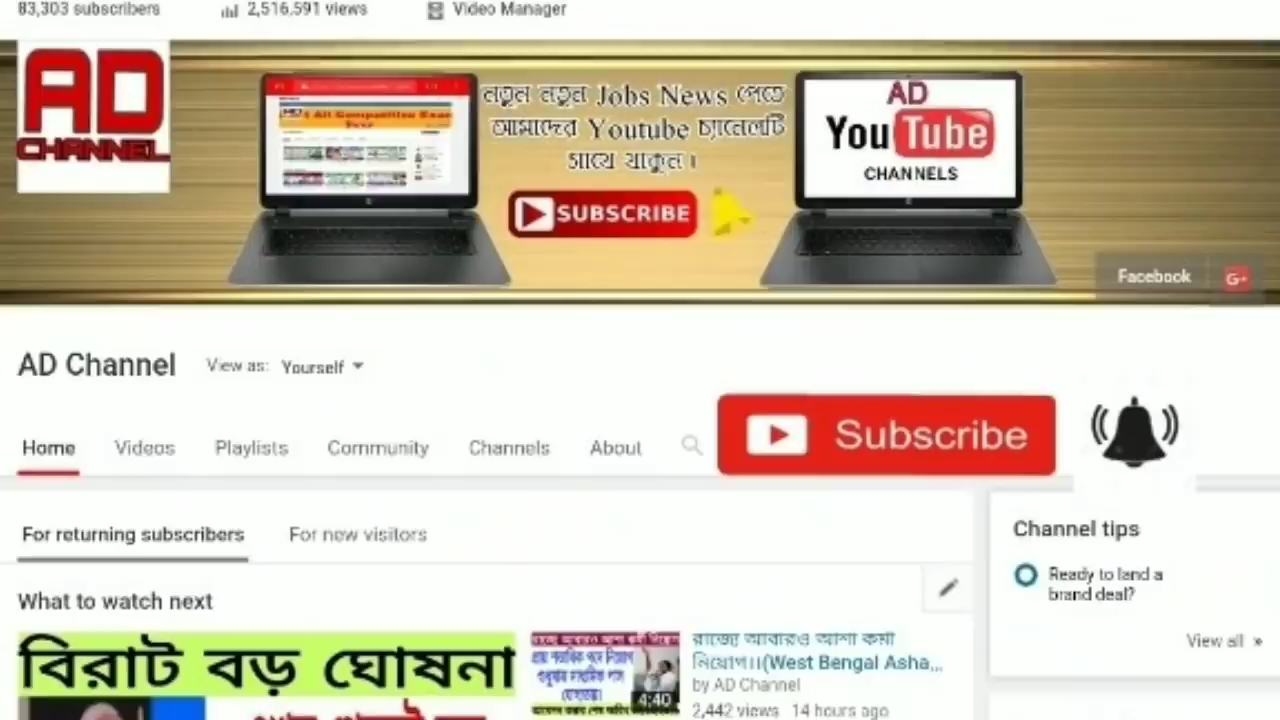 83,303 subscribers
2,516,591 views
Video Manager
AD
CHANNEL
নতুন নতুন Jobs News পেতে
আমাদের Youtube চ্যানেলটি
সাথে থাকুন।
SUBSCRIBE
AD
YouTube
CHANNELS
Facebook
G+
AD Channel
View as: Yourself
Home Videos Playlists Community Channels About
Subscribe
For returning subscribers
For new visitors
Channel tips
Ready to land a
brand deal?
View all »
What to watch next
বিরাট বড় ঘোষনা
4:40
রাজ্যে আবারও আশা কর্মী
নিয়োগ।।(West Bengal Asha...
by AD Channel
2,442 views 14 hours ago